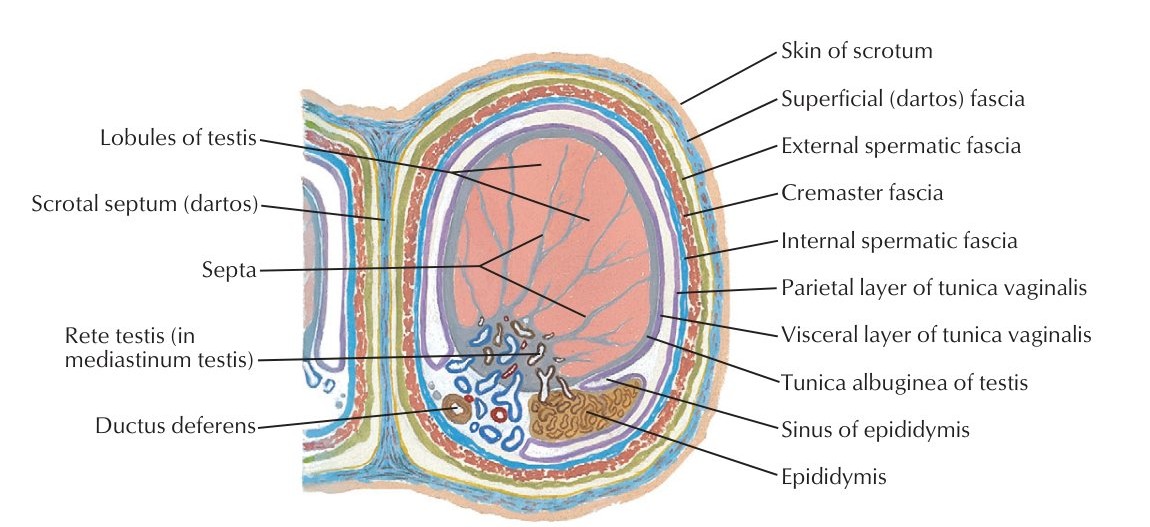 Lobules of testis
Scrotal septum (dartos)
Septa
Rete testis (in
mediastinum testis)
Ductus deferens
Skin of scrotum
Superficial (dartos) fascia
External spermatic fascia
Cremaster fascia
Internal spermatic fascia
Parietal layer of tunica vaginalis
Visceral layer of tunica vaginalis
Tunica albuginea of testis
Sinus of epididymis
Epididymis